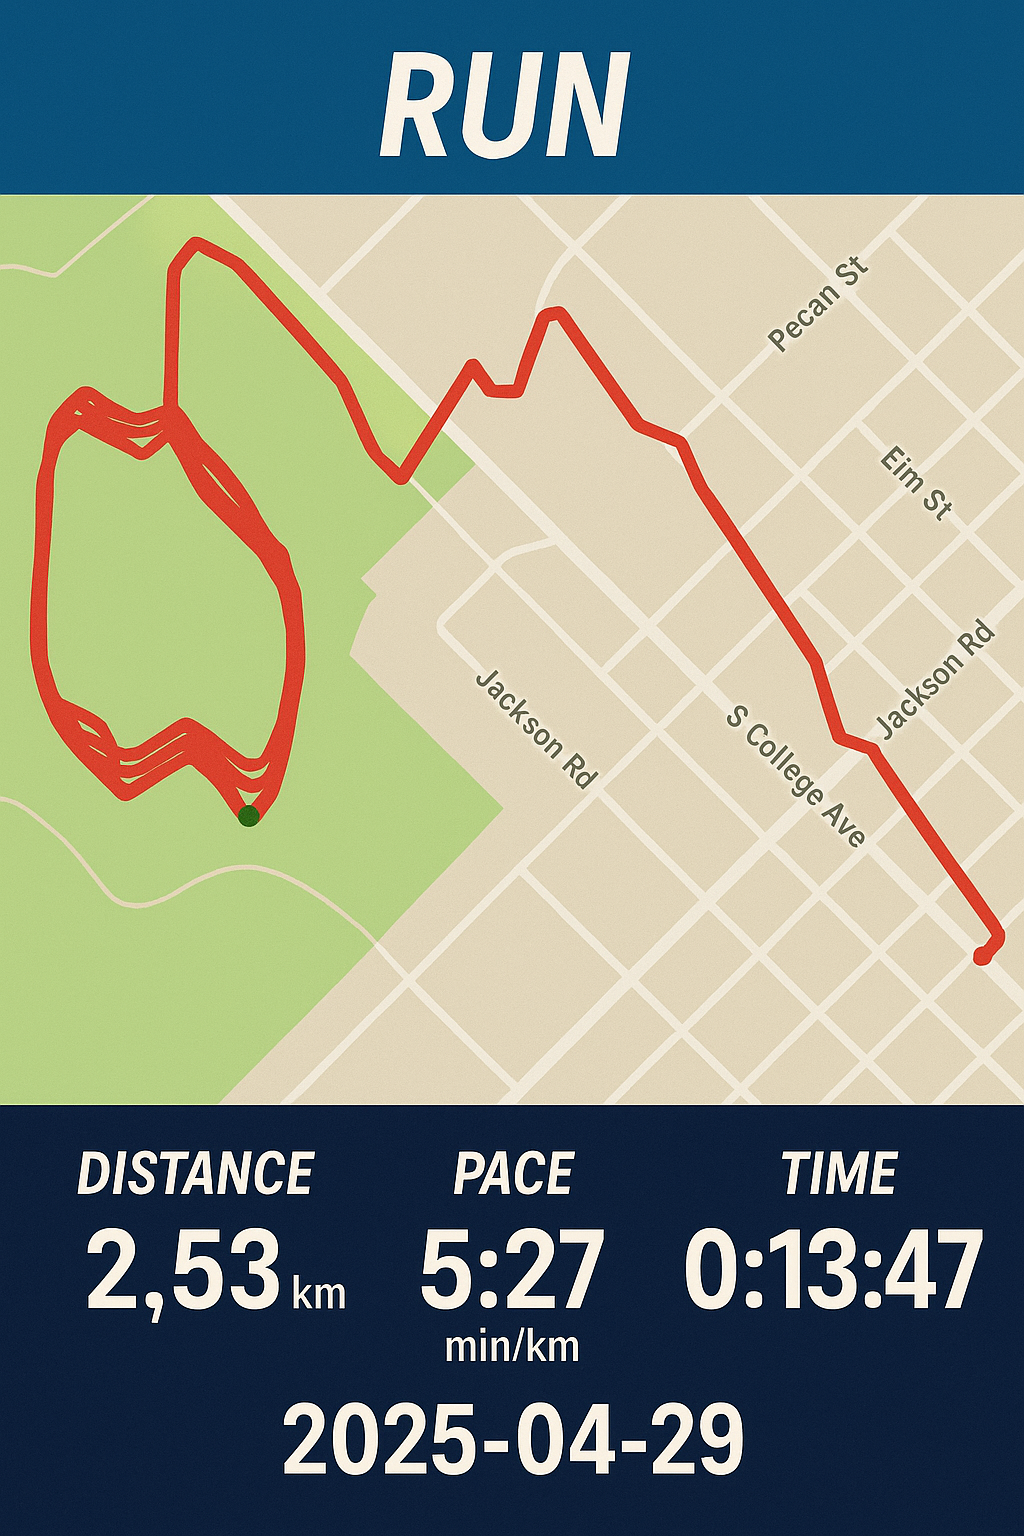 RUN
Pecan St
Eim St
Jackson Rd
Jackson Rd
S College Ave
DISTANCE PACE TIME
2,53 km 5:27 0:13:47
min/km
2025-04-29